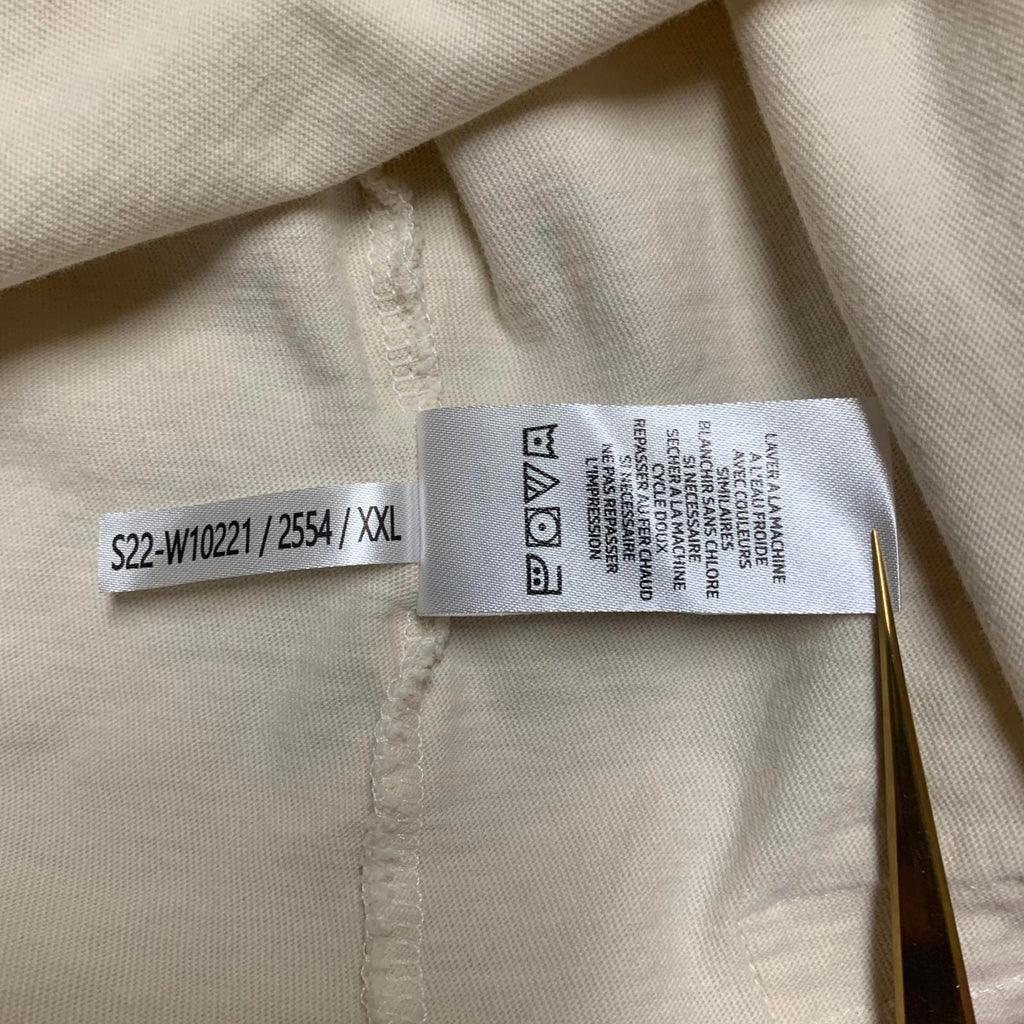 S22-W10221 / 2554 / XXL
LAVER A LA MACHINE
A L'EAU FROIDE
AVEC COULEURS
SIMILAIRES
BLANCHIR SANS CHLORE
SI NECESSAIRE
SECHER A LA MACHINE
CYCLE DOUX
REPASSER AU FER CHAUD
SI NECESSAIRE
NE PAS REPASSER
L'IMPRESSION